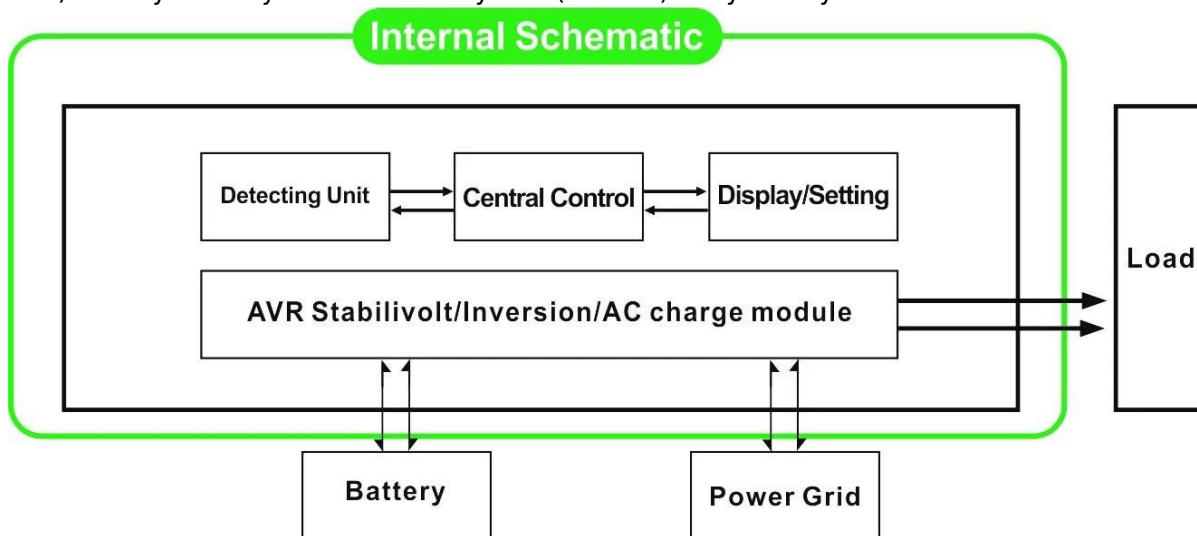 Internal Schematic
Detecting Unit
Central Control
Display/Setting
Load
AVR Stabilivolt/Inversion/AC charge module
Battery
Power Grid